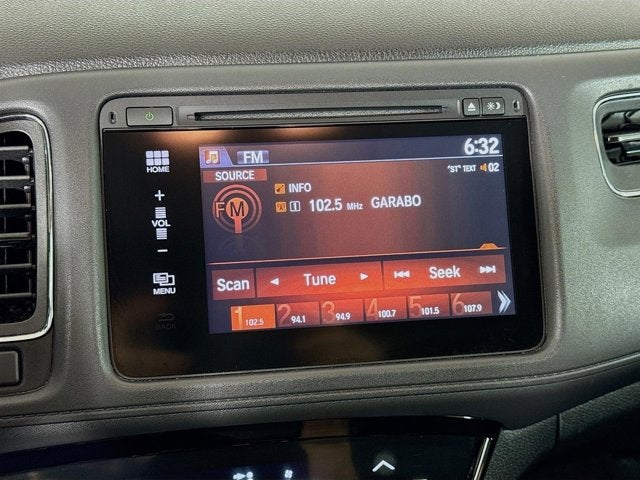 FM 6:32
HOME
SOURCE "ST" TEXT 02
INFO
FM
1 102.5 MHz GARABO
VOL
MENU
Scan Tune Seek
BACK
1 102.5 2 94.1 3 94.9 4 100.7 5 101.5 6 107.9